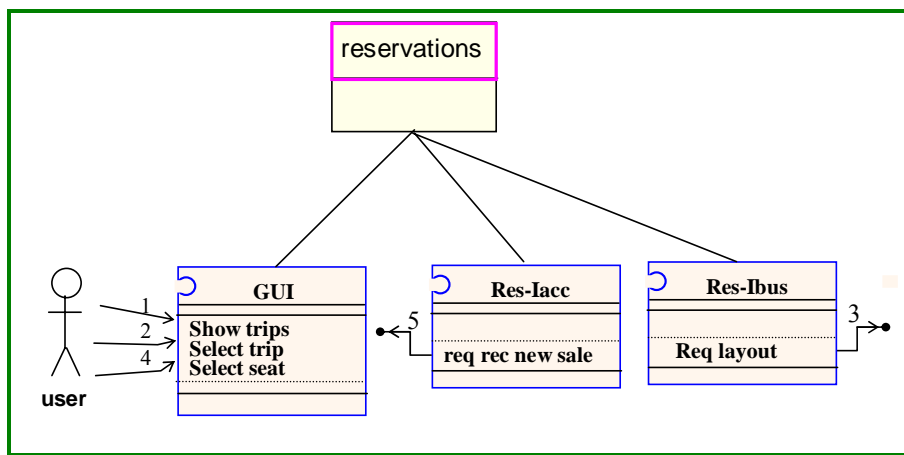 reservations
GUI
Res-Iacc
Res-Ibus
1
2
4
Show trips
Select trip
Select seat
5
req rec new sale
3
Req layout
user